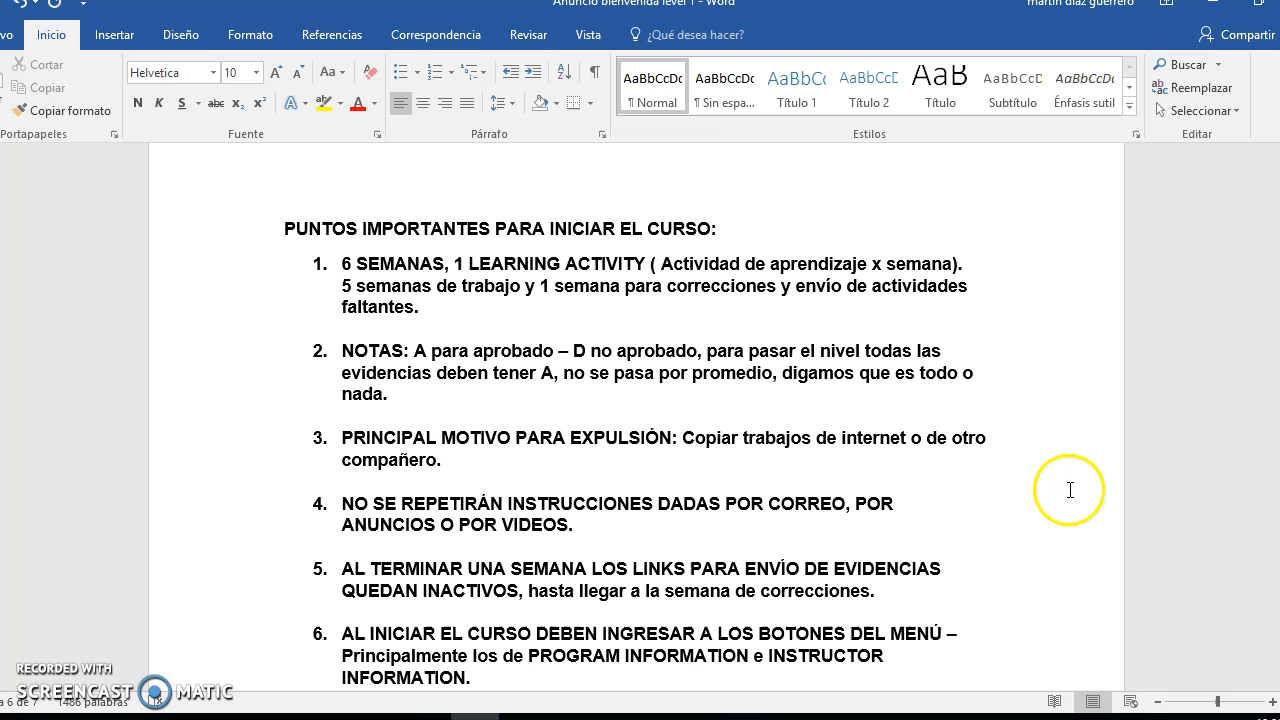 Anuncio bienvenida level 1 - Word
martin diaz guerrero
Inicio Insertar Diseño Formato Referencias Correspondencia Revisar Vista ¿Qué desea hacer? Compartir
Cortar
Copiar
Copiar formato
Portapapeles
Helvetica 10
N K S abc x₂ x²
Fuente
Párrafo
AaBbCcDc AaBbCcDc AaBbCc AaBbCcD AaB AaBbCcD AaBbCcDc
¶ Normal ¶ Sin espa... Título 1 Título 2 Título Subtítulo Énfasis sutil
Estilos
Buscar
Reemplazar
Seleccionar
Editar
PUNTOS IMPORTANTES PARA INICIAR EL CURSO:
1. 6 SEMANAS, 1 LEARNING ACTIVITY ( Actividad de aprendizaje x semana).
5 semanas de trabajo y 1 semana para correcciones y envío de actividades
faltantes.
2. NOTAS: A para aprobado – D no aprobado, para pasar el nivel todas las
evidencias deben tener A, no se pasa por promedio, digamos que es todo o
nada.
3. PRINCIPAL MOTIVO PARA EXPULSIÓN: Copiar trabajos de internet o de otro
compañero.
4. NO SE REPETIRÁN INSTRUCCIONES DADAS POR CORREO, POR
ANUNCIOS O POR VIDEOS.
5. AL TERMINAR UNA SEMANA LOS LINKS PARA ENVÍO DE EVIDENCIAS
QUEDAN INACTIVOS, hasta llegar a la semana de correcciones.
6. AL INICIAR EL CURSO DEBEN INGRESAR A LOS BOTONES DEL MENÚ –
Principalmente los de PROGRAM INFORMATION e INSTRUCTOR
INFORMATION.
RECORDED WITH
SCREENCAST MATIC
a 6 de 7 1486 palabras